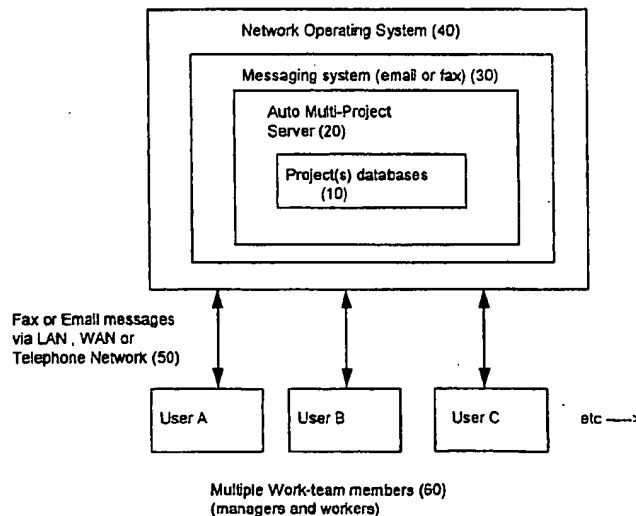 Network Operating System (40)
Messaging system (email or fax) (30)
Auto Multi-Project
Server (20)
Project(s) databases
(10)
Fax or Email messages
via LAN , WAN or
Telephone Network (50)
User A
User B
User C
etc
Multiple Work-team members (60)
(managers and workers)